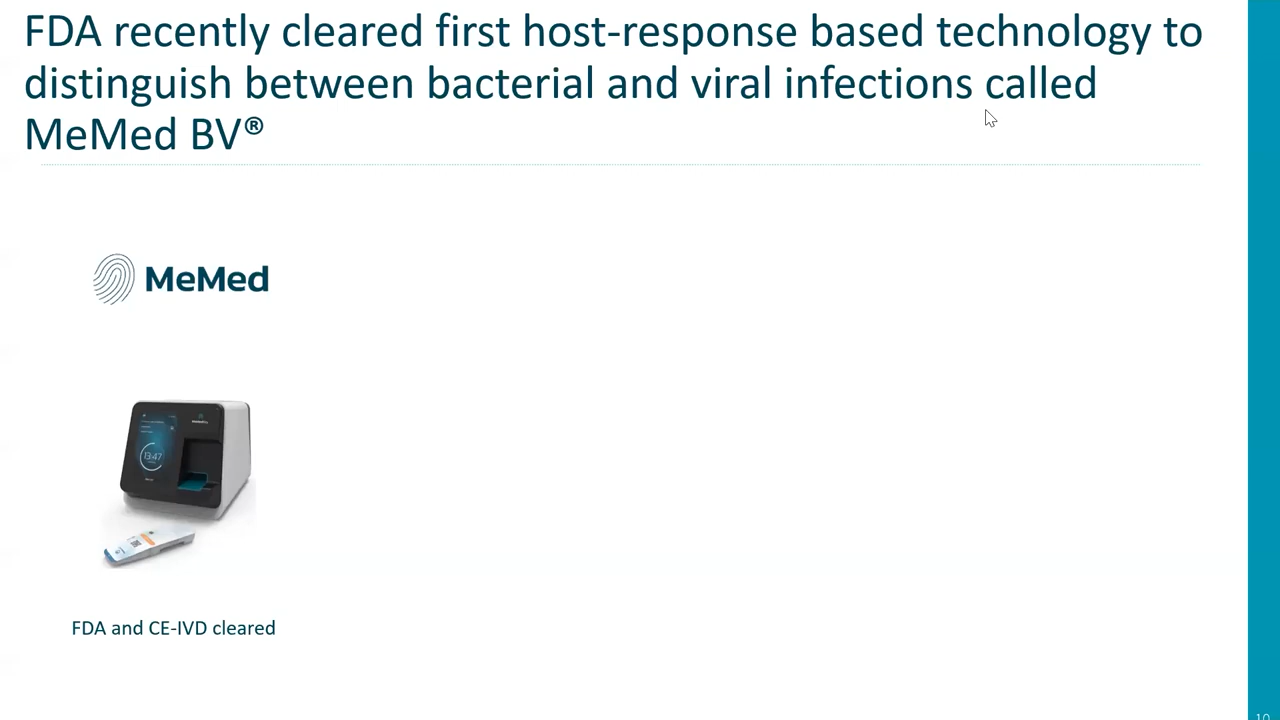 FDA recently cleared first host-response based technology to
distinguish between bacterial and viral infections called
MeMed BV®
MeMed
13:47
FDA and CE-IVD cleared
10